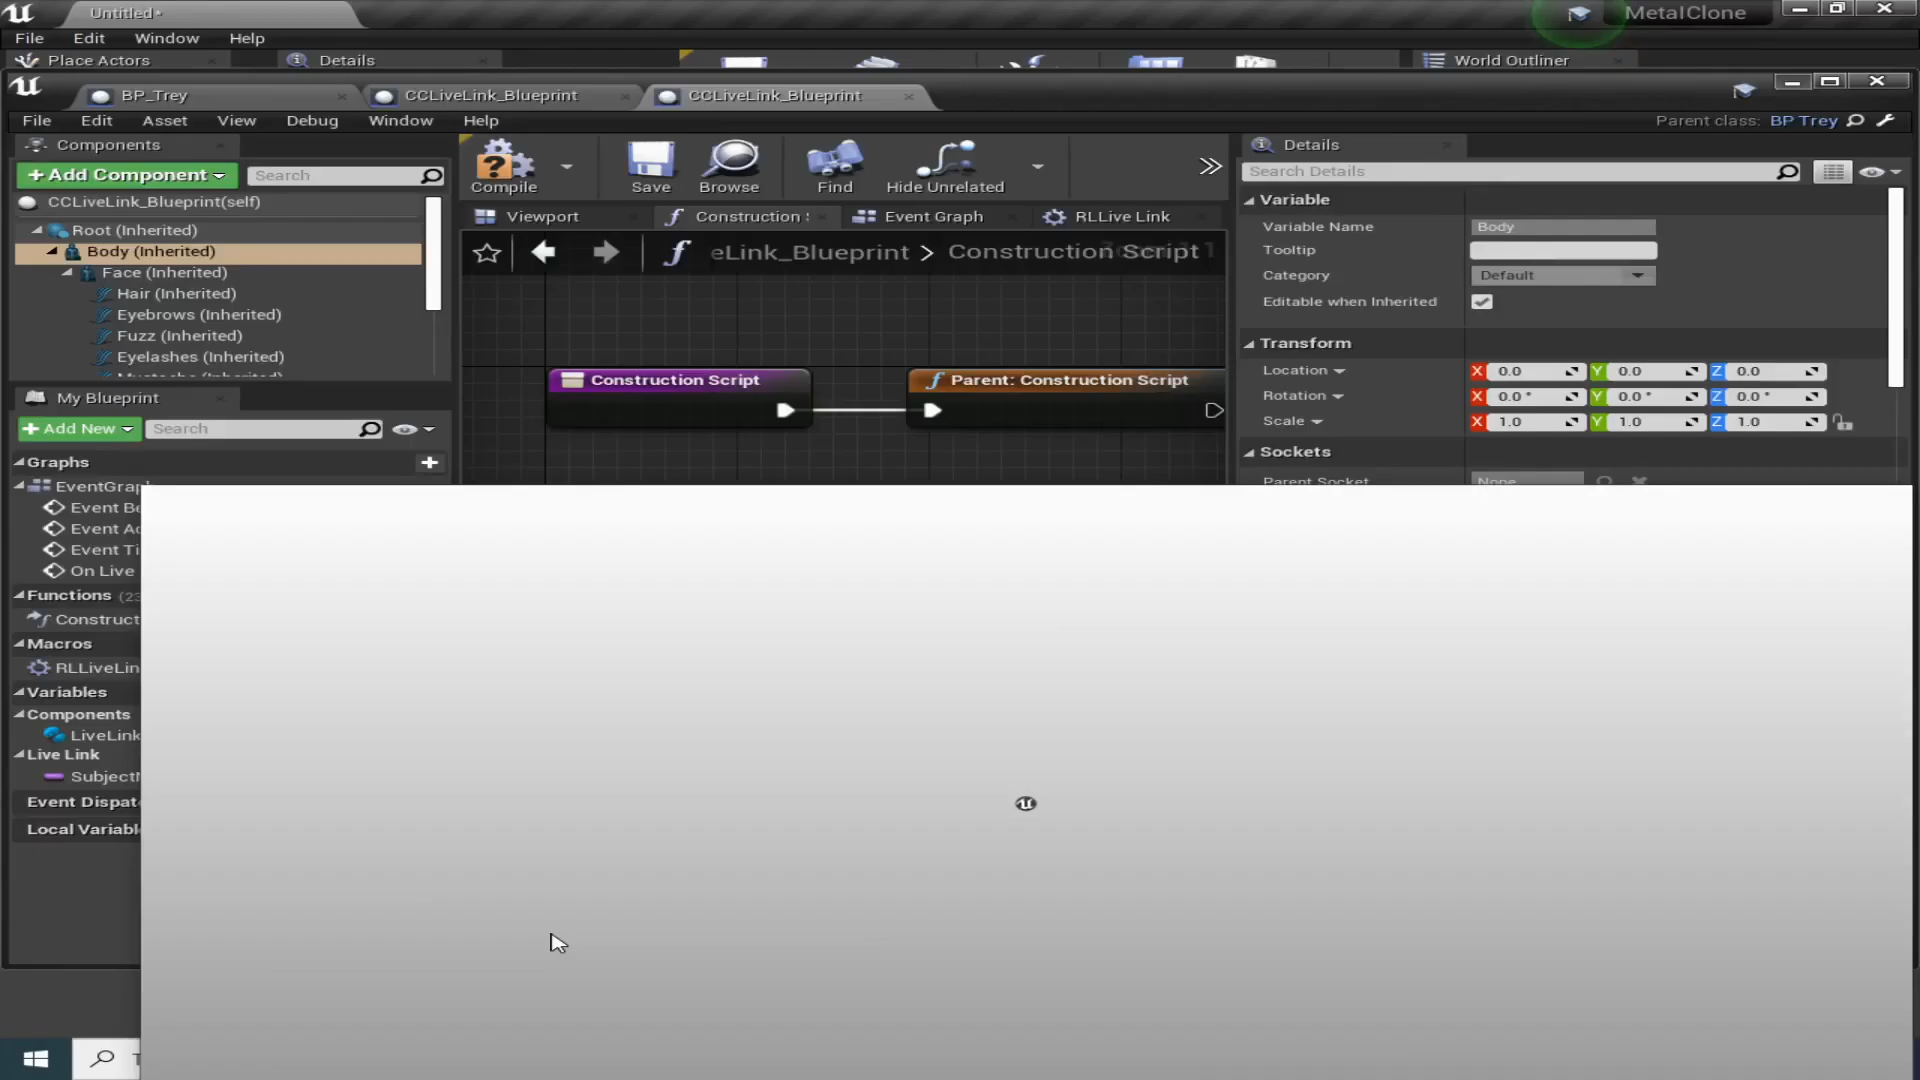 Untitled*
MetalClone
File Edit Window Help
Place Actors
Details
World Outliner
BP_Trey
CCLiveLink_Blueprint
CCLiveLink_Blueprint
File Edit Asset View Debug Window Help
Parent class: BP Trey
Components
+ Add Component
Search
CCLiveLink_Blueprint(self)
Root (Inherited)
Body (Inherited)
Face (Inherited)
Hair (Inherited)
Eyebrows (Inherited)
Fuzz (Inherited)
Eyelashes (Inherited)
Compile
Save
Browse
Find
Hide Unrelated
Viewport
Construction
Event Graph
RLLive Link
eLink_Blueprint > Construction Script
Construction Script
Parent: Construction Script
Details
Search Details
Variable
Variable Name Body
Tooltip
Category Default
Editable when Inherited
Transform
Location X 0.0 Y 0.0 Z 0.0
Rotation X 0.0 ° Y 0.0 ° Z 0.0 °
Scale X 1.0 Y 1.0 Z 1.0
Sockets
Parent Socket None
My Blueprint
+ Add New
Search
Graphs
EventGrap
Event Be
Event Ac
Event Ti
On Live
Functions (23
Construct
Macros
RLLiveLin
Variables
Components
LiveLink
Live Link
SubjectN
Event Dispat
Local Variabl
T